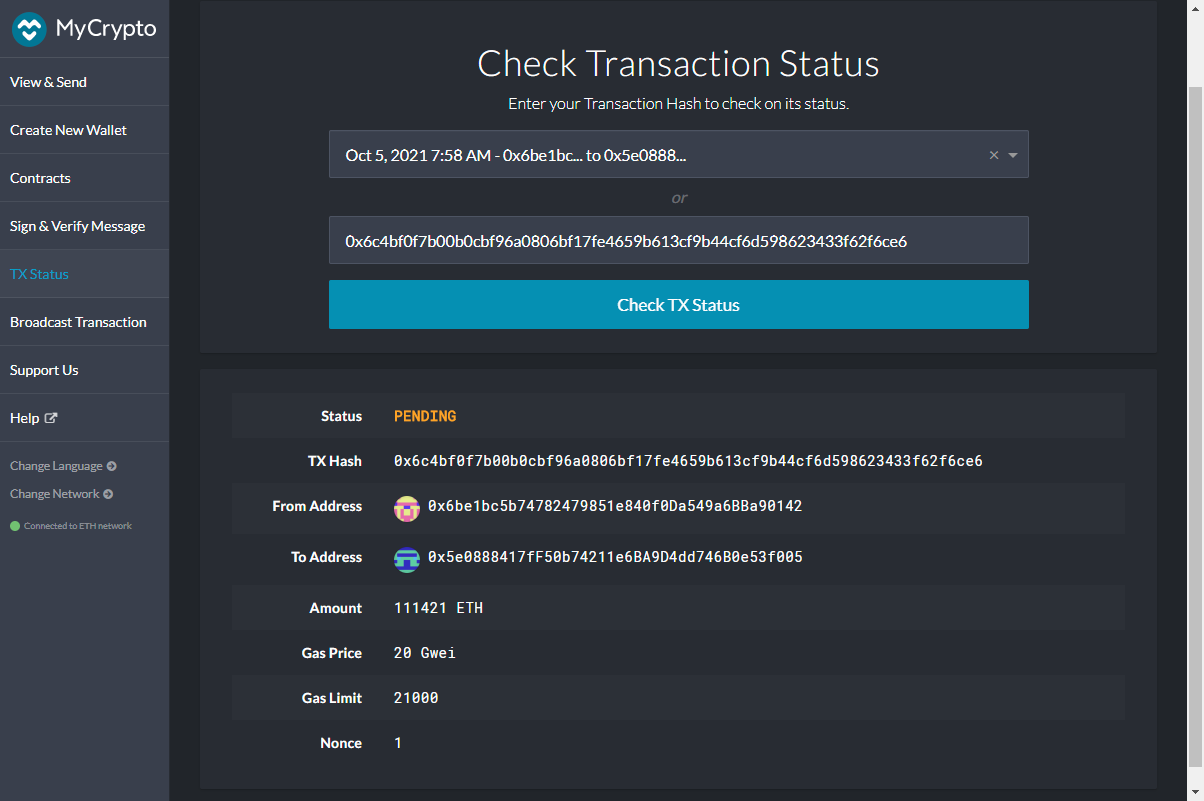 MyCrypto
View & Send
Create New Wallet
Contracts
Sign & Verify Message
TX Status
Broadcast Transaction
Support Us
Help
Change Language
Change Network
Connected to ETH network
Check Transaction Status
Enter your Transaction Hash to check on its status.
Oct 5, 2021 7:58 AM - 0x6be1bc... to 0x5e0888...
or
0x6c4bf0f7b00b0cbf96a0806bf17fe4659b613cf9b44cf6d598623433f62f6ce6
Check TX Status
Status PENDING
TX Hash 0x6c4bf0f7b00b0cbf96a0806bf17fe4659b613cf9b44cf6d598623433f62f6ce6
From Address 0x6be1bc5b74782479851e840f0Da549a6BBa90142
To Address 0x5e0888417fF50b74211e6BA9D4dd746B0e53f005
Amount 111421 ETH
Gas Price 20 Gwei
Gas Limit 21000
Nonce 1